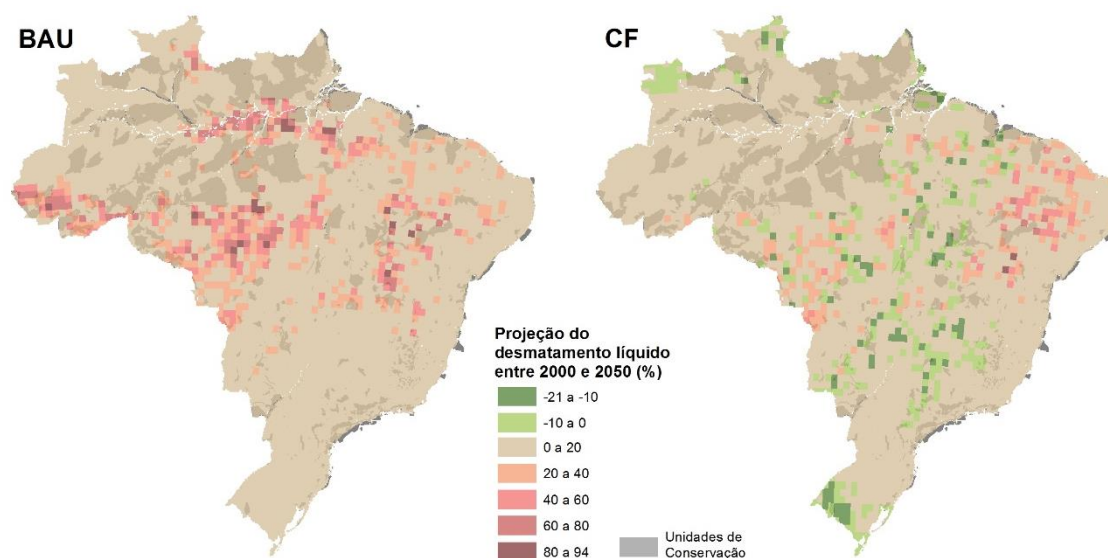 BAU
CF
Projeção do
desmatamento líquido
entre 2000 e 2050 (%)
-21 a -10
-10 a 0
0 a 20
20 a 40
40 a 60
60 a 80
80 a 94
Unidades de
Conservação